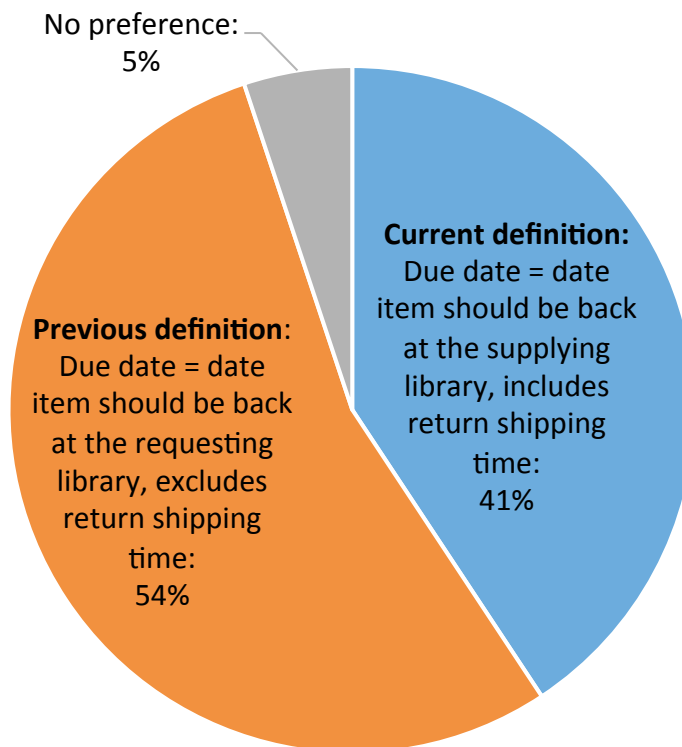 No preference:
5%
Current definition:
Due date = date
item should be back
at the supplying
library, includes
return shipping
time:
41%
Previous definition:
Due date = date
item should be back
at the requesting
library, excludes
return shipping
time:
54%